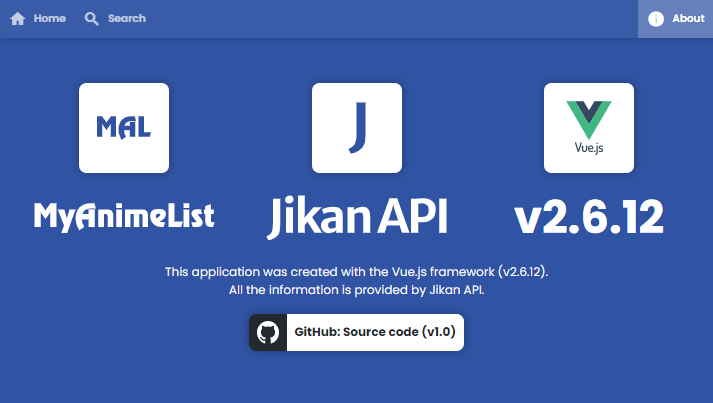 Home
Search
About
MAL
J
Vue.js
MyAnimeList
Jikan API
v2.6.12
This application was created with the Vue.js framework (v2.6.12).
All the information is provided by Jikan API.
GitHub: Source code (v1.0)